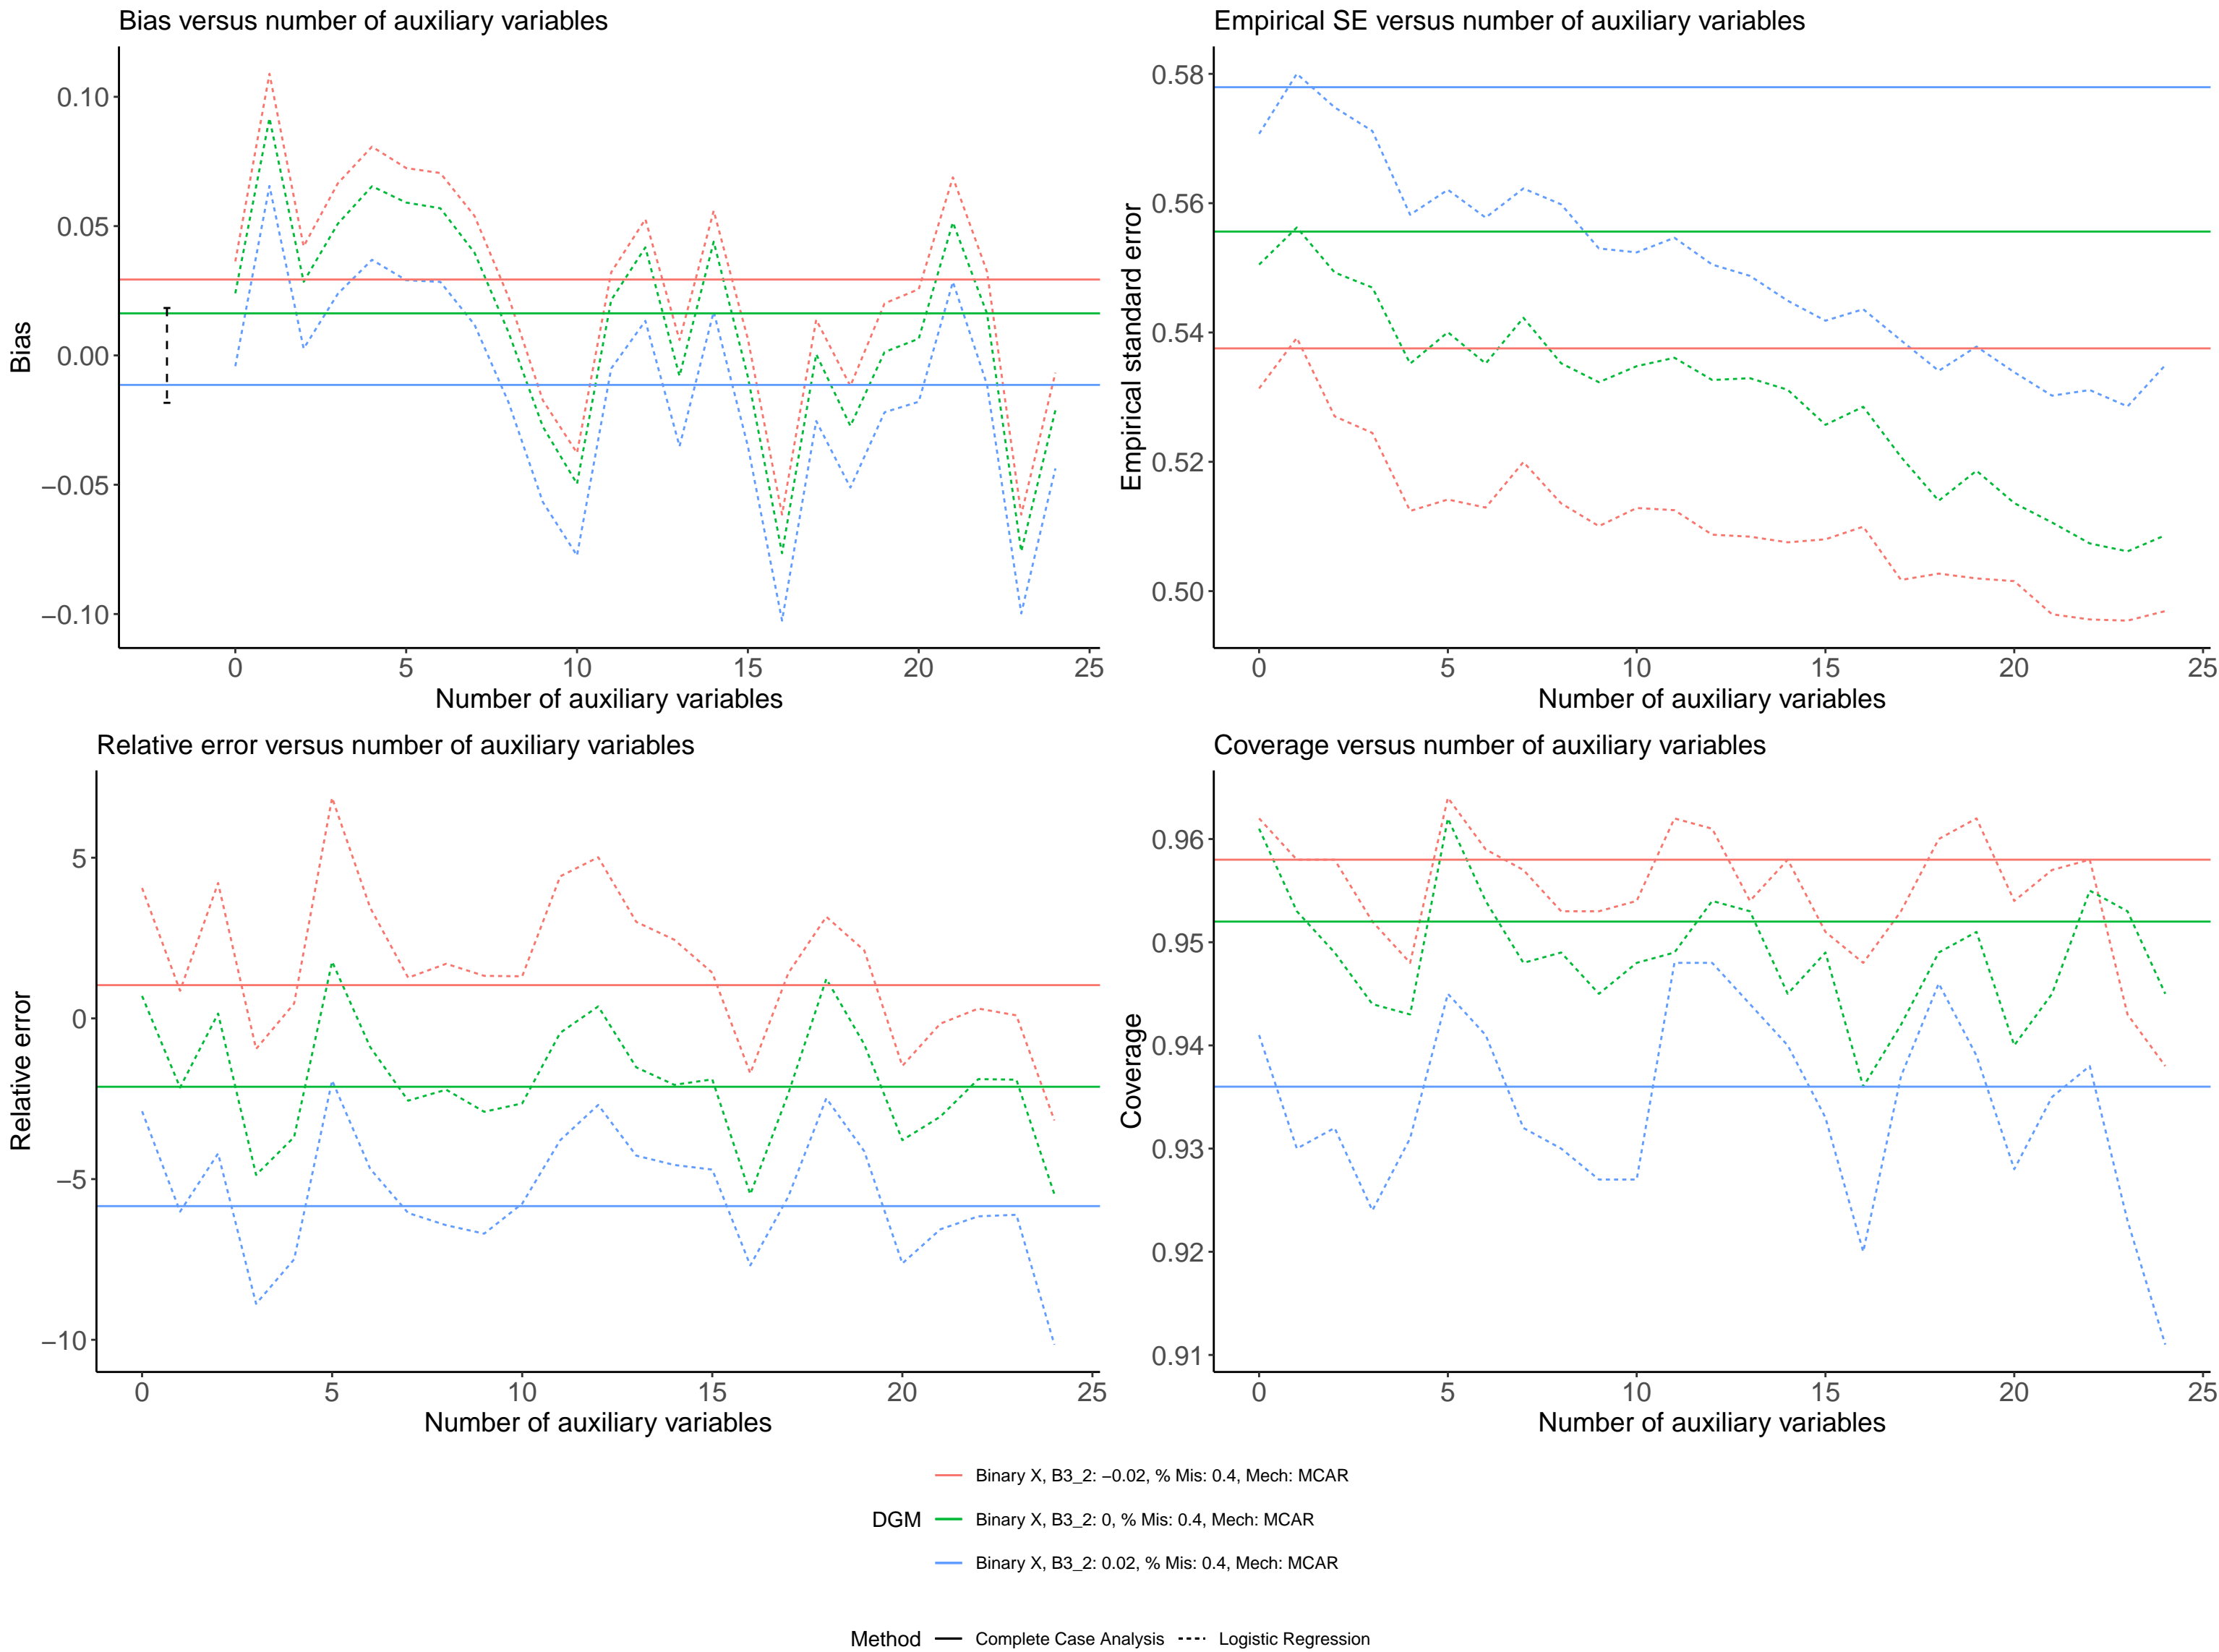 Bias versus number of auxiliary variables
Bias
0.10
0.05
0.00
−0.05
−0.10
0 5 10 15 20 25
Number of auxiliary variables
Empirical SE versus number of auxiliary variables
Empirical standard error
0.58
0.56
0.54
0.52
0.50
0 5 10 15 20 25
Number of auxiliary variables
Relative error versus number of auxiliary variables
Relative error
5
0
−5
−10
0 5 10 15 20 25
Number of auxiliary variables
Coverage versus number of auxiliary variables
Coverage
0.96
0.95
0.94
0.93
0.92
0.91
0 5 10 15 20 25
Number of auxiliary variables
DGM
Binary X, B3_2: −0.02, % Mis: 0.4, Mech: MCAR
Binary X, B3_2: 0, % Mis: 0.4, Mech: MCAR
Binary X, B3_2: 0.02, % Mis: 0.4, Mech: MCAR
Method Complete Case Analysis Logistic Regression